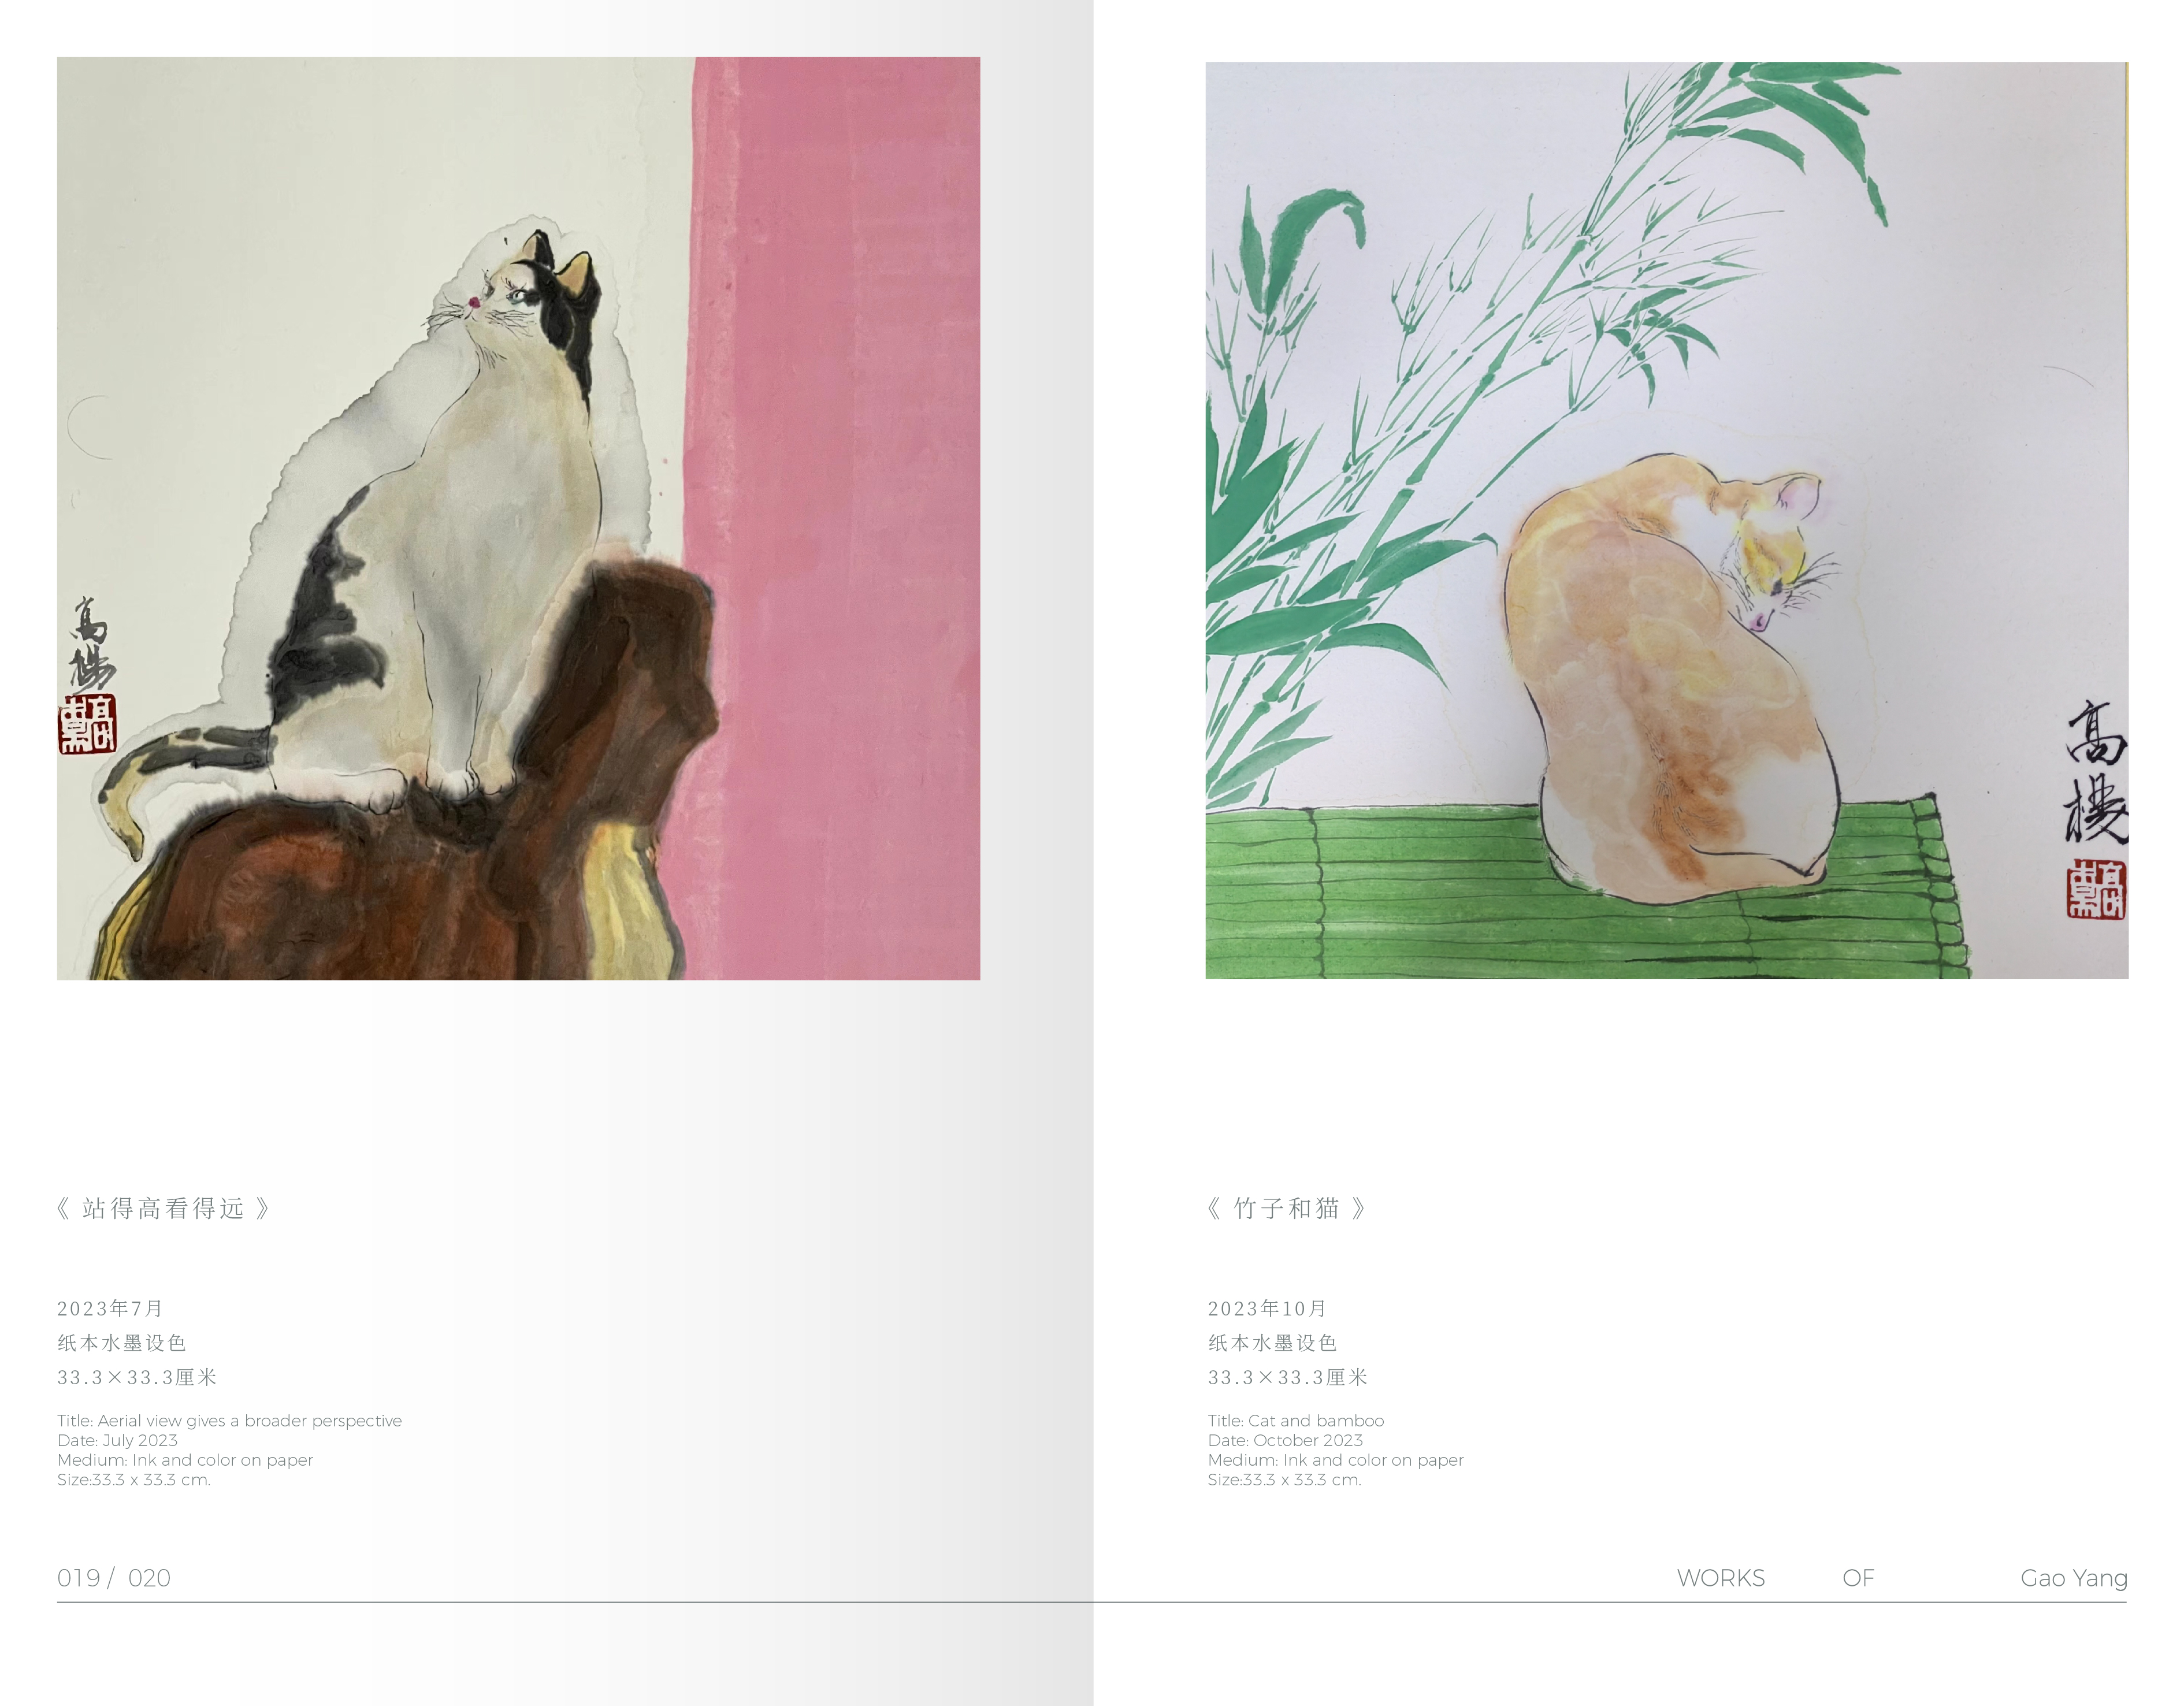 高
楊
《 站得高看得远 》
2023年7月
纸本水墨设色
33.3×33.3厘米
Title: Aerial view gives a broader perspective
Date: July 2023
Medium: Ink and color on paper
Size:33.3 x 33.3 cm.
019 / 020
高
《 竹子和猫 》
2023年10月
纸本水墨设色
33.3×33.3厘米
Title: Cat and bamboo
Date: October 2023
Medium: Ink and color on paper
Size:33.3 x 33.3 cm.
WORKS OF Gao Yang